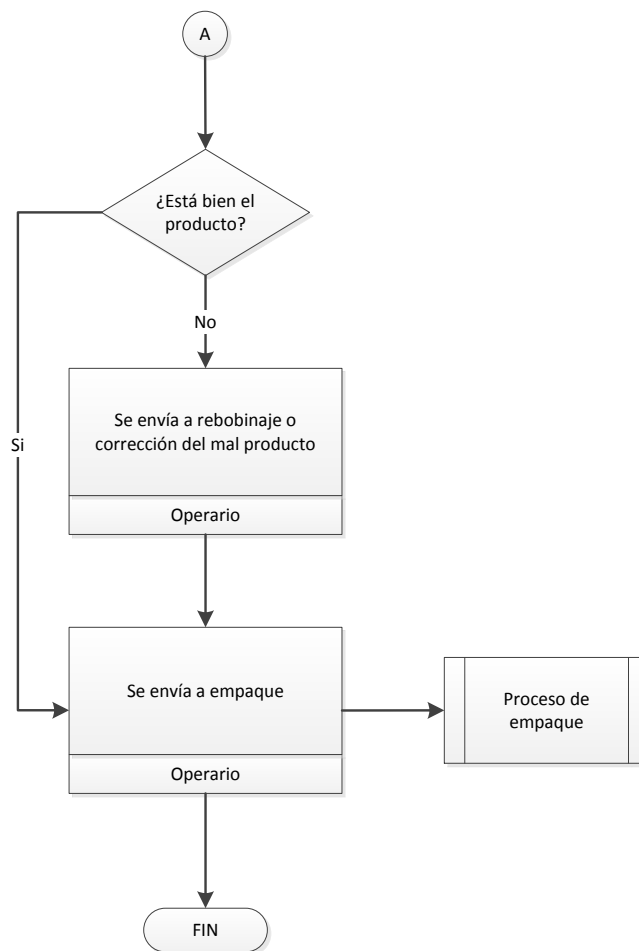 A
¿Está bien el
producto?
No
Se envía a rebobinaje o
corrección del mal producto
Si
Operario
Se envía a empaque
Proceso de
empaque
Operario
FIN